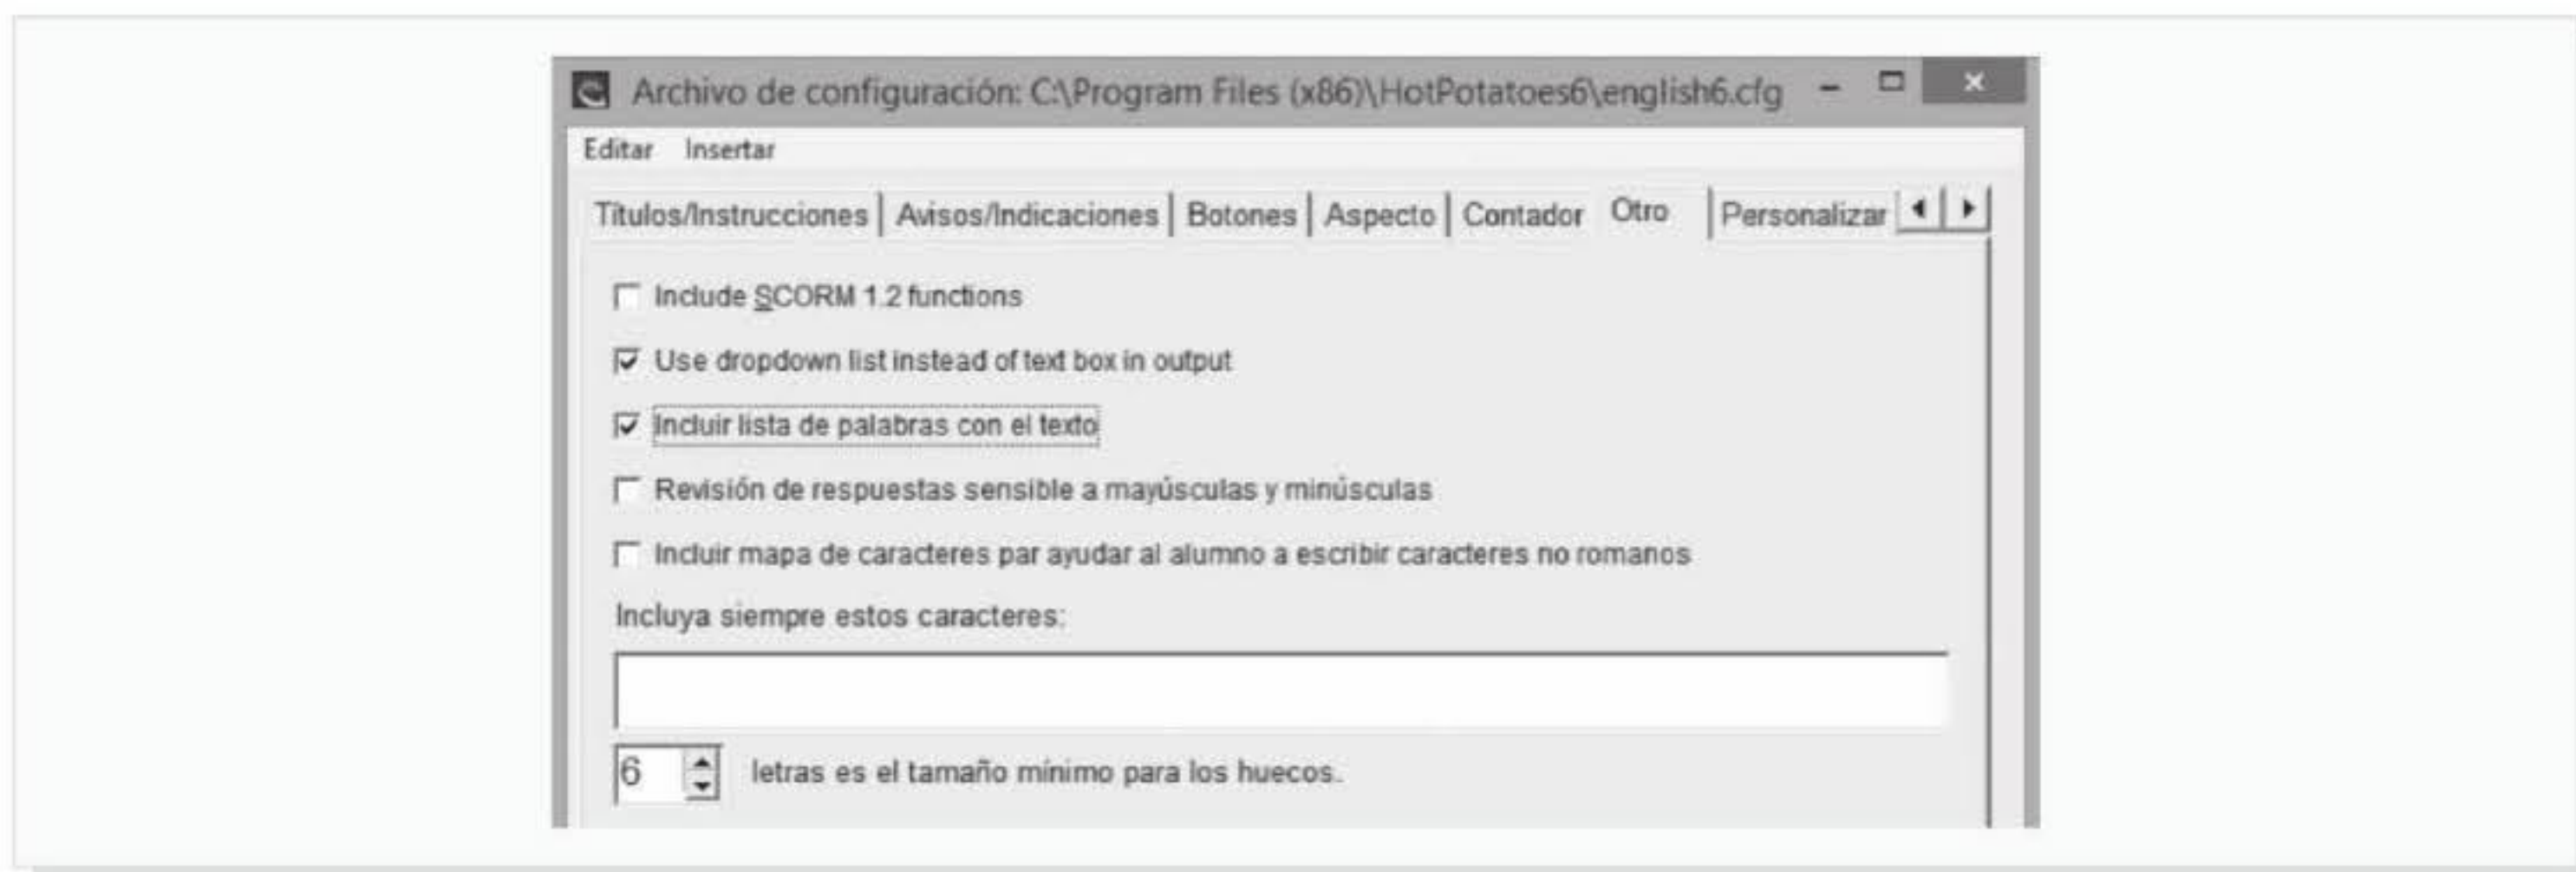 Archivo de configuración: C:\Program Files (x86)\HotPotatoes6\english6.cfg
Editar Insertar
Títulos/Instrucciones Avisos/Indicaciones Botones Aspecto Contador Otro Personalizar
Include SCORM 1.2 functions
Use dropdown list instead of text box in output
Incluir lista de palabras con el texto
Revisión de respuestas sensible a mayúsculas y minúsculas
Incluir mapa de caracteres par ayudar al alumno a escribir caracteres no romanos
Incluya siempre estos caracteres:
6 letras es el tamaño mínimo para los huecos.